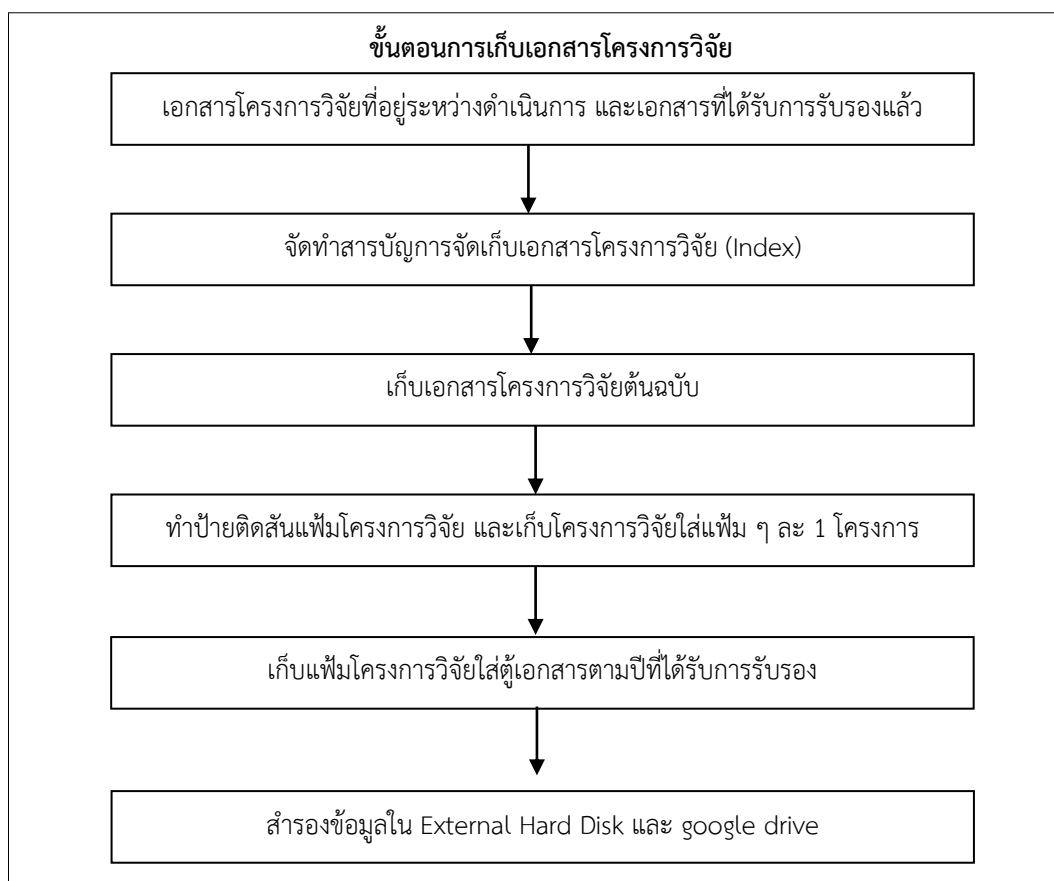 ขั้นตอนการเก็บเอกสารโครงการวิจัย
เอกสารโครงการวิจัยที่อยู่ระหว่างดำเนินการ และเอกสารที่ได้รับการรับรองแล้ว
จัดทำสารบัญการจัดเก็บเอกสารโครงการวิจัย (Index)
เก็บเอกสารโครงการวิจัยต้นฉบับ
ทำป้ายติดสันแฟ้มโครงการวิจัย และเก็บโครงการวิจัยใส่แฟ้ม ๆ ละ 1 โครงการ
เก็บแฟ้มโครงการวิจัยใส่ตู้เอกสารตามปีที่ได้รับการรับรอง
สำรองข้อมูลใน External Hard Disk และ google drive